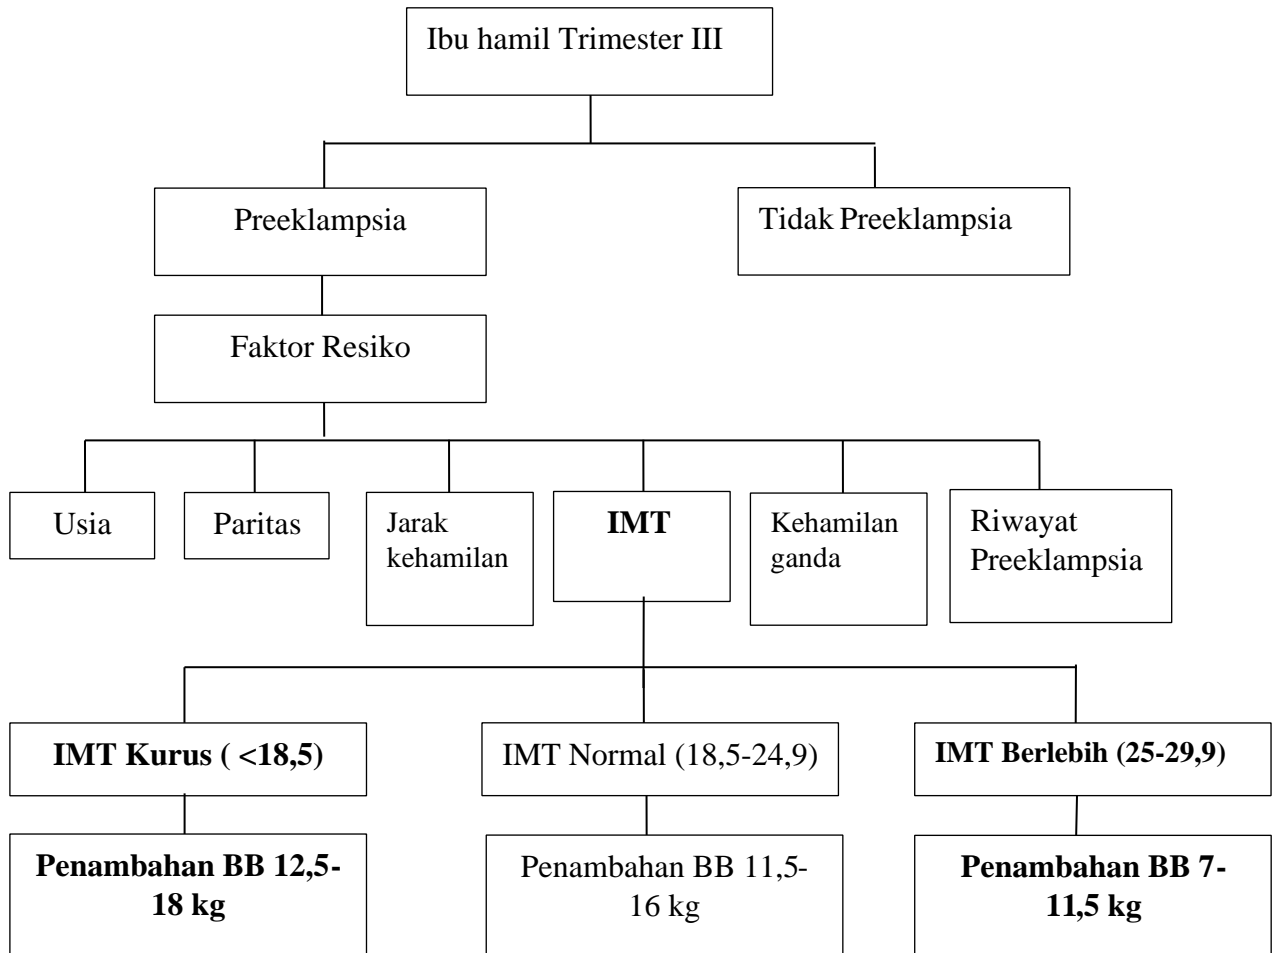 Ibu hamil Trimester III
Preeklampsia
Tidak Preeklampsia
Faktor Resiko
Usia
Paritas
Jarak
kehamilan
IMT
Kehamilan
ganda
Riwayat
Preeklampsia
IMT Kurus ( <18,5)
IMT Normal (18,5-24,9)
IMT Berlebih (25-29,9)
Penambahan BB 12,5-
18 kg
Penambahan BB 11,5-
16 kg
Penambahan BB 7-
11,5 kg